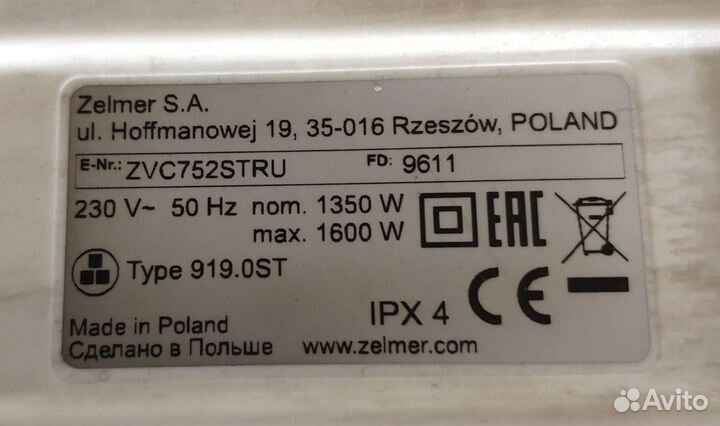 Zelmer S.A.
ul. Hoffmanowej 19, 35-016 Rzeszów, POLAND
E-Nr.: ZVC752STRU FD: 9611
230 V~ 50 Hz nom. 1350 W
max. 1600 W
EAC
Type 919.0ST
IPX 4 CE
Made in Poland
Сделано в Польше www.zelmer.com
Avito